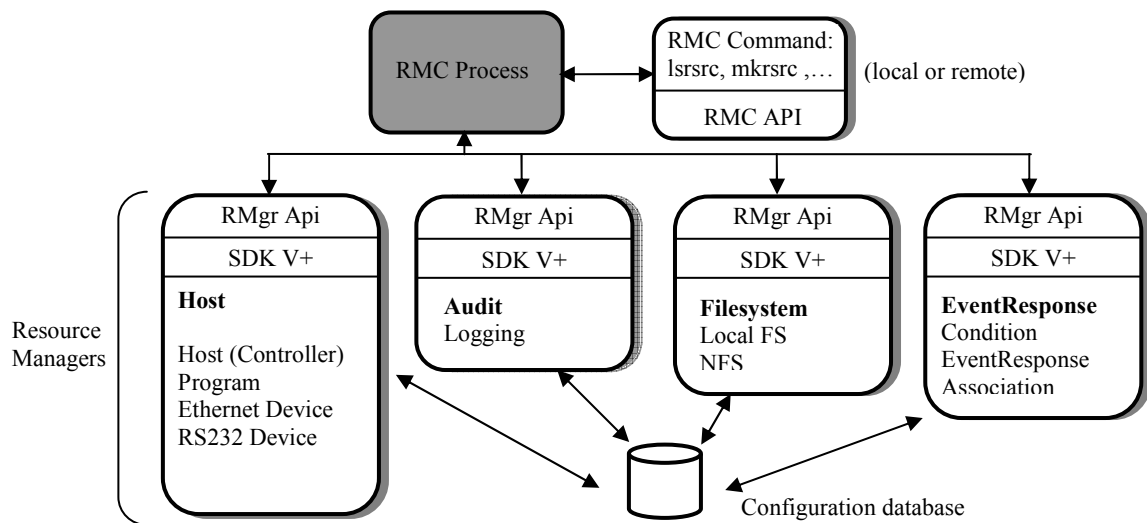 RMC Process
RMC Command:
lsrsrc, mkrsrc ,…
(local or remote)
RMC API
Resource
Managers
RMgr Api
SDK V+
Host
Host (Controller)
Program
Ethernet Device
RS232 Device
RMgr Api
SDK V+
Audit
Logging
RMgr Api
SDK V+
Filesystem
Local FS
NFS
RMgr Api
SDK V+
EventResponse
Condition
EventResponse
Association
Configuration database